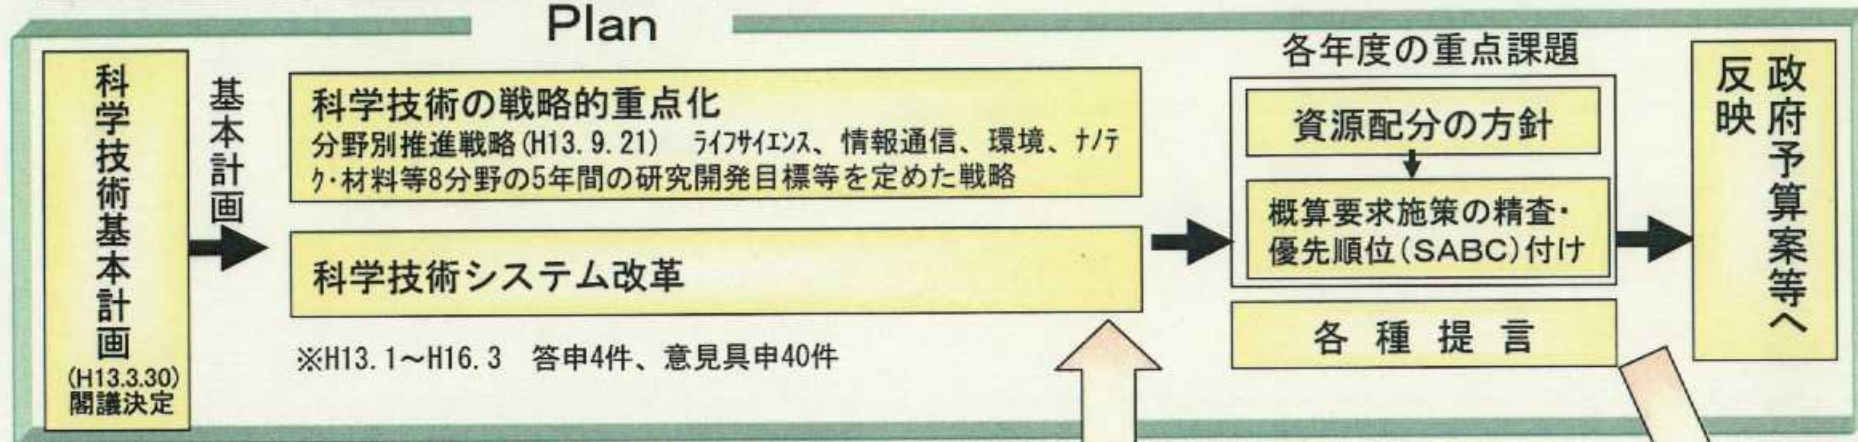 Plan
科学技術基本計画
(H13.3.30)
閣議決定
基本計画
科学技術の戦略的重点化
分野別推進戦略(H13.9.21) ﾗｲﾌｻｲｴﾝｽ、情報通信、環境、ﾅﾉﾃ
ｸ・材料等8分野の5年間の研究開発目標等を定めた戦略
科学技術システム改革
※H13.1～H16.3 答申4件、意見具申40件
各年度の重点課題
資源配分の方針
概算要求施策の精査・
優先順位(SABC)付け
各種提言
政府予算案等へ
反映